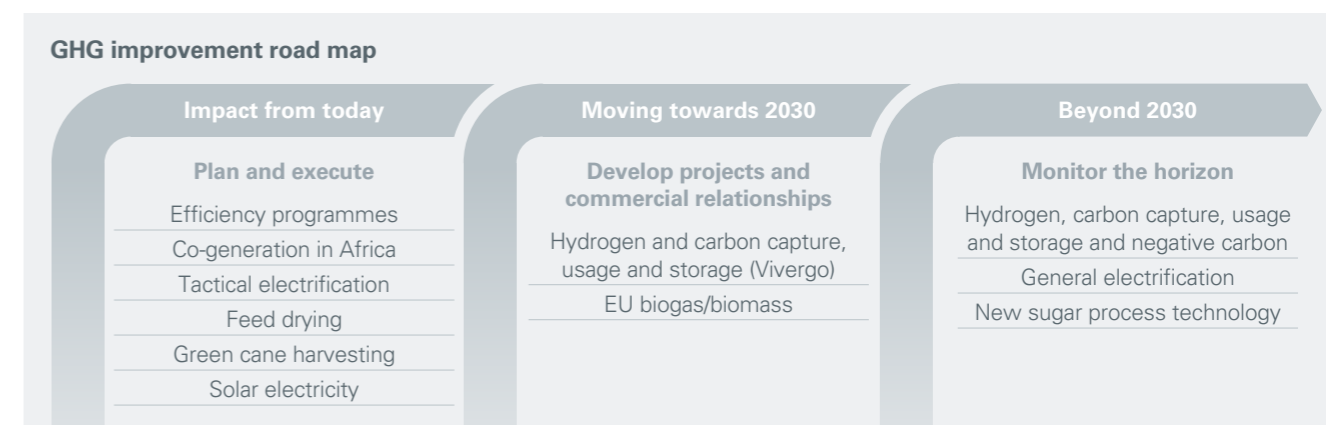 GHG improvement road map
Impact from today
Plan and execute
Efficiency programmes
Co-generation in Africa
Tactical electrification
Feed drying
Green cane harvesting
Solar electricity
Moving towards 2030
Develop projects and
commercial relationships
Hydrogen and carbon capture,
usage and storage (Vivergo)
EU biogas/biomass
Beyond 2030
Monitor the horizon
Hydrogen, carbon capture, usage
and storage and negative carbon
General electrification
New sugar process technology